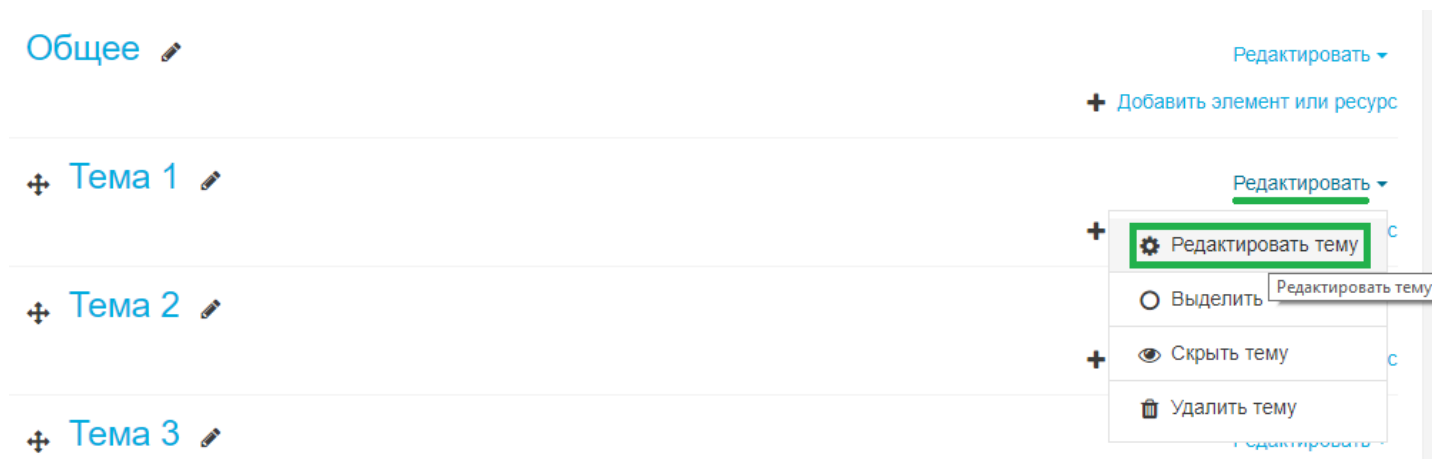 Общее
Редактировать
Добавить элемент или ресурс
Тема 1
Редактировать
с
Редактировать тему
Редактировать тему
Выделить
Тема 2
Скрыть тему
с
Удалить тему
Тема 3
Редактировать